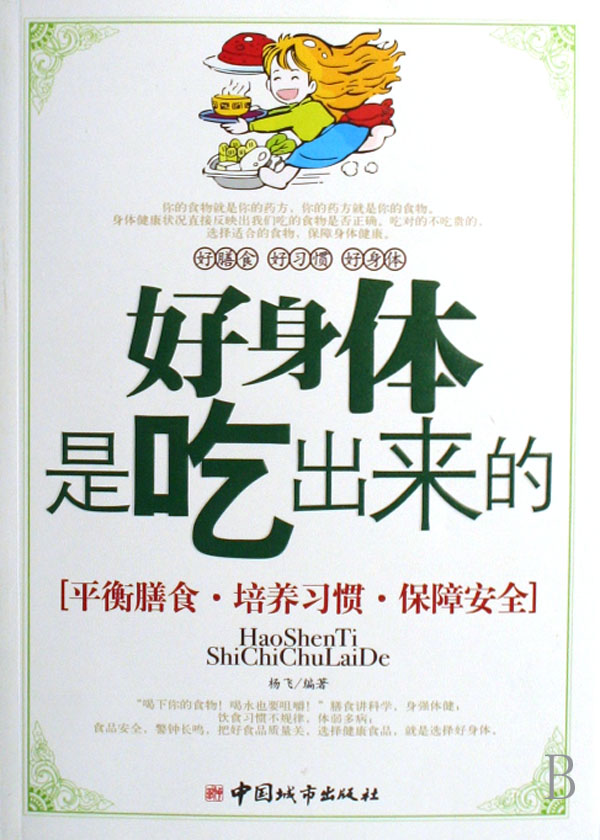 你的食物就是你的药方、你的药方就是你的食物。
身体健康状况直接反映出我们吃的食物是否正确，吃对的不吃贵的，
选择适合的食物，保障身体健康。
好膳食 好习惯 好身体
好身体
是吃出来的
[平衡膳食·培养习惯·保障安全]
HaoShenTi
ShiChiChuLaiDe
杨飞/编著
“喝下你的食物！喝水也要咀嚼！”膳食讲科学，身强体健；
饮食习惯不规律，体弱多病；
食品安全，警钟长鸣，把好食品质量关，选择健康食品，就是选择好身体。
中国城市出版社
B